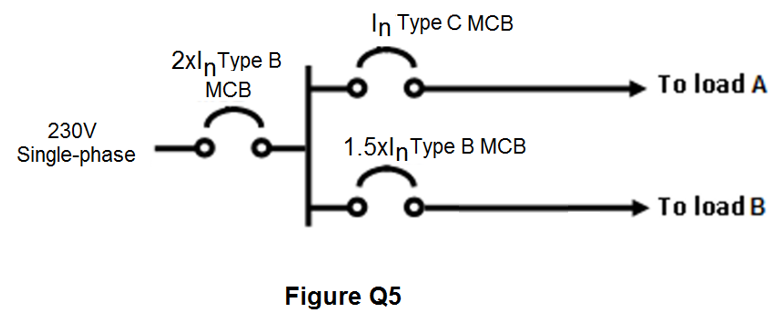 In Type C MCB
2xIn Type B
MCB
To load A
230V
Single-phase
1.5xIn Type B MCB
To load B
Figure Q5